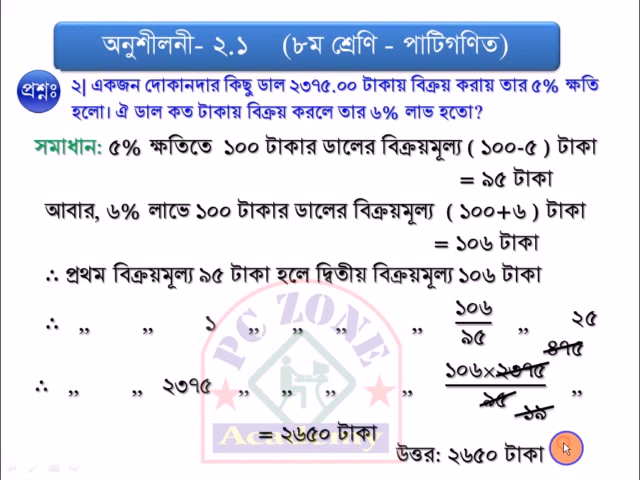 অনুশীলনী- ২.১ (৮ম শ্রেণি - পাটিগণিত)
প্রশ্নঃ ২| একজন দোকানদার কিছু ডাল ২৩৭৫.০০ টাকায় বিক্রয় করায় তার ৫% ক্ষতি
হলো। ঐ ডাল কত টাকায় বিক্রয় করলে তার ৬% লাভ হতো?
সমাধান: ৫% ক্ষতিতে ১০০ টাকার ডালের বিক্রয়মূল্য ( ১০০-৫ ) টাকা
= ৯৫ টাকা
আবার, ৬% লাভে ১০০ টাকার ডালের বিক্রয়মূল্য ( ১০০+৬ ) টাকা
= ১০৬ টাকা
∴ প্রথম বিক্রয়মূল্য ৯৫ টাকা হলে দ্বিতীয় বিক্রয়মূল্য ১০৬ টাকা
∴ ,, ,, ১ ,, ,, ,, ,, ১০৬/৯৫ ,, ২৫
৪৭৫
∴ ,, ,, ২৩৭৫ ,, ,, ,, ,, ১০৬×২৩৭৫/৯৫ ,,
১৯
= ২৬৫০ টাকা
উত্তর: ২৬৫০ টাকা
PC ZONE
Academy